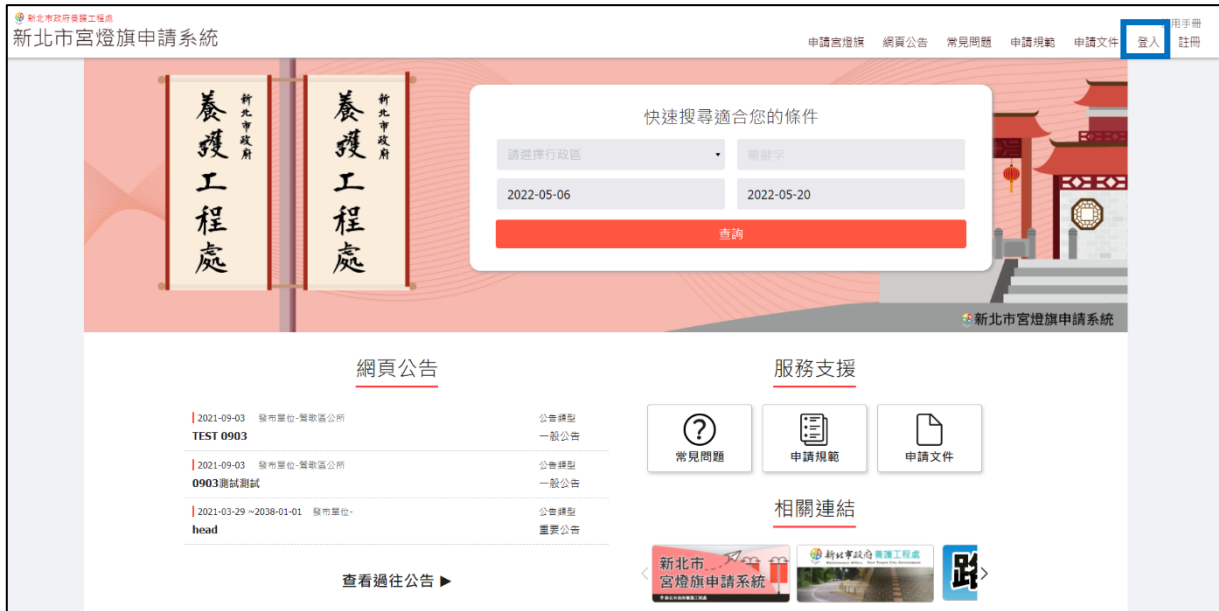 新北市政府養護工程處
新北市宮燈旗申請系統
用手冊
申請宮燈旗 網頁公告 常見問題 申請規範 申請文件 登入 註冊
新北市政府
養護工程處
新北市政府
養護工程處
快速搜尋適合您的條件
請選擇行政區 關鍵字
2022-05-06 2022-05-20
查詢
新北市宮燈旗申請系統
網頁公告
2021-09-03 發布單位-鶯歌區公所 公告類型
TEST 0903 一般公告
2021-09-03 發布單位-鶯歌區公所 公告類型
0903測試測試 一般公告
2021-03-29 ~2038-01-01 發布單位- 公告類型
head 重要公告
查看過往公告 ▶
服務支援
常見問題 申請規範 申請文件
相關連結
新北市
宮燈旗申請系統
新北市政府養護工程處
新北市政府 養護工程處
路